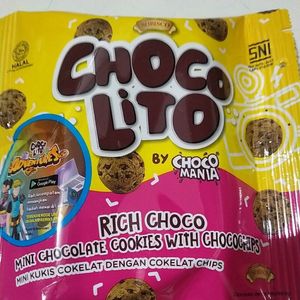 HALAL
SNI
CHOCO
LiTO
BY CHOCO
MANIA
Google Play
RICH CHOCO
MINI CHOCOLATE COOKIES WITH CHOCOCHIPS
MINI KUKIS COKELAT DENGAN COKELAT CHIPS